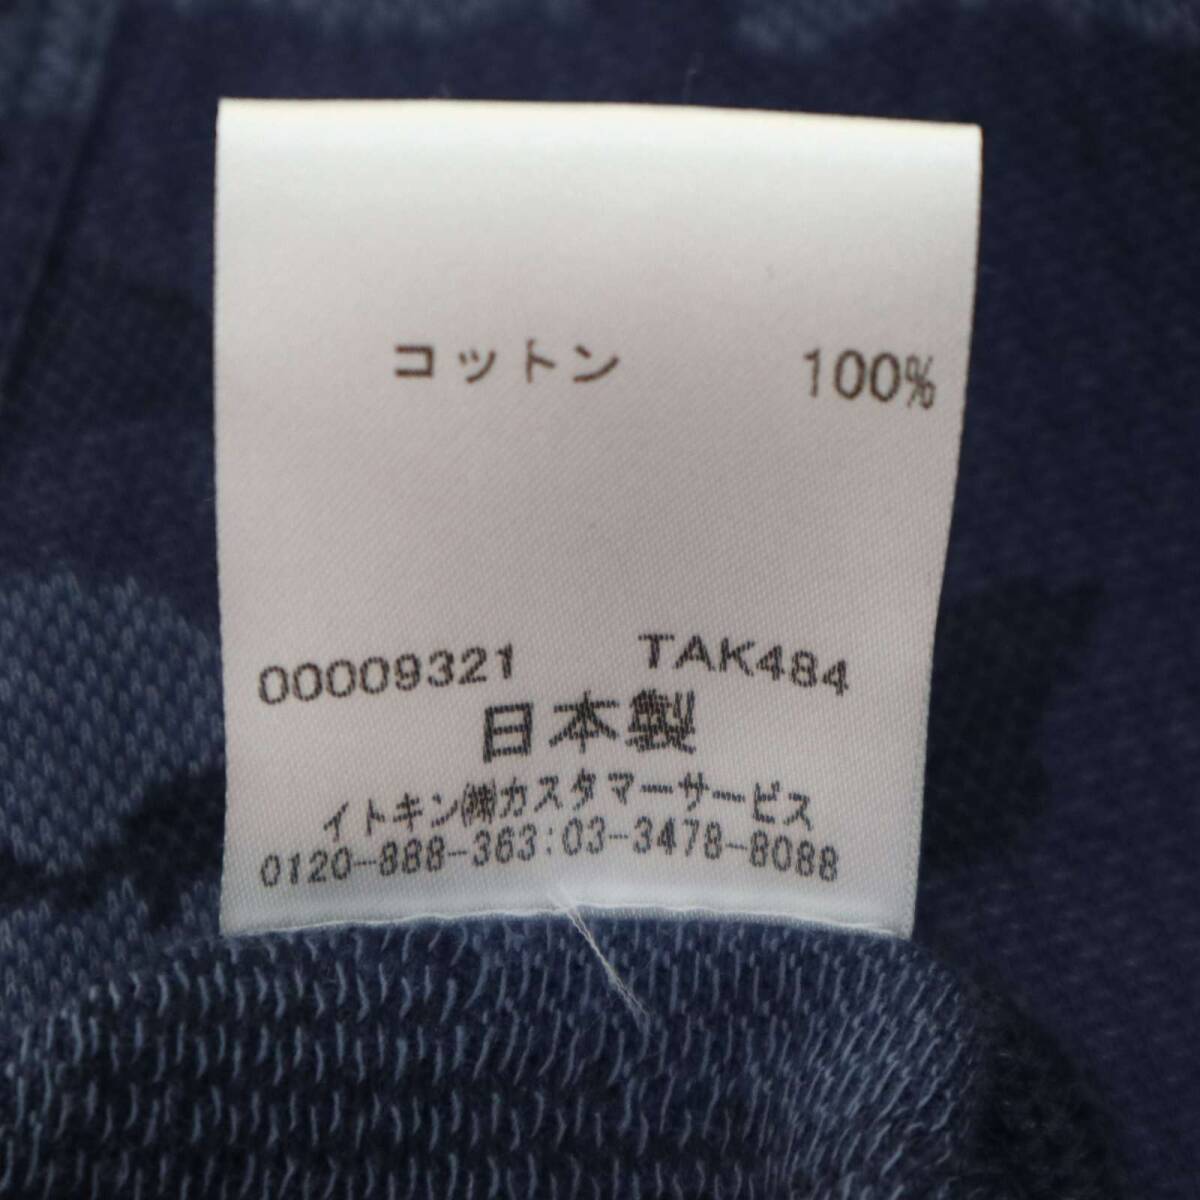 コットン 100%
00009321 TAK484
日本製
イトキン㈱カスタマーサービス
0120-888-363:03-3478-8088